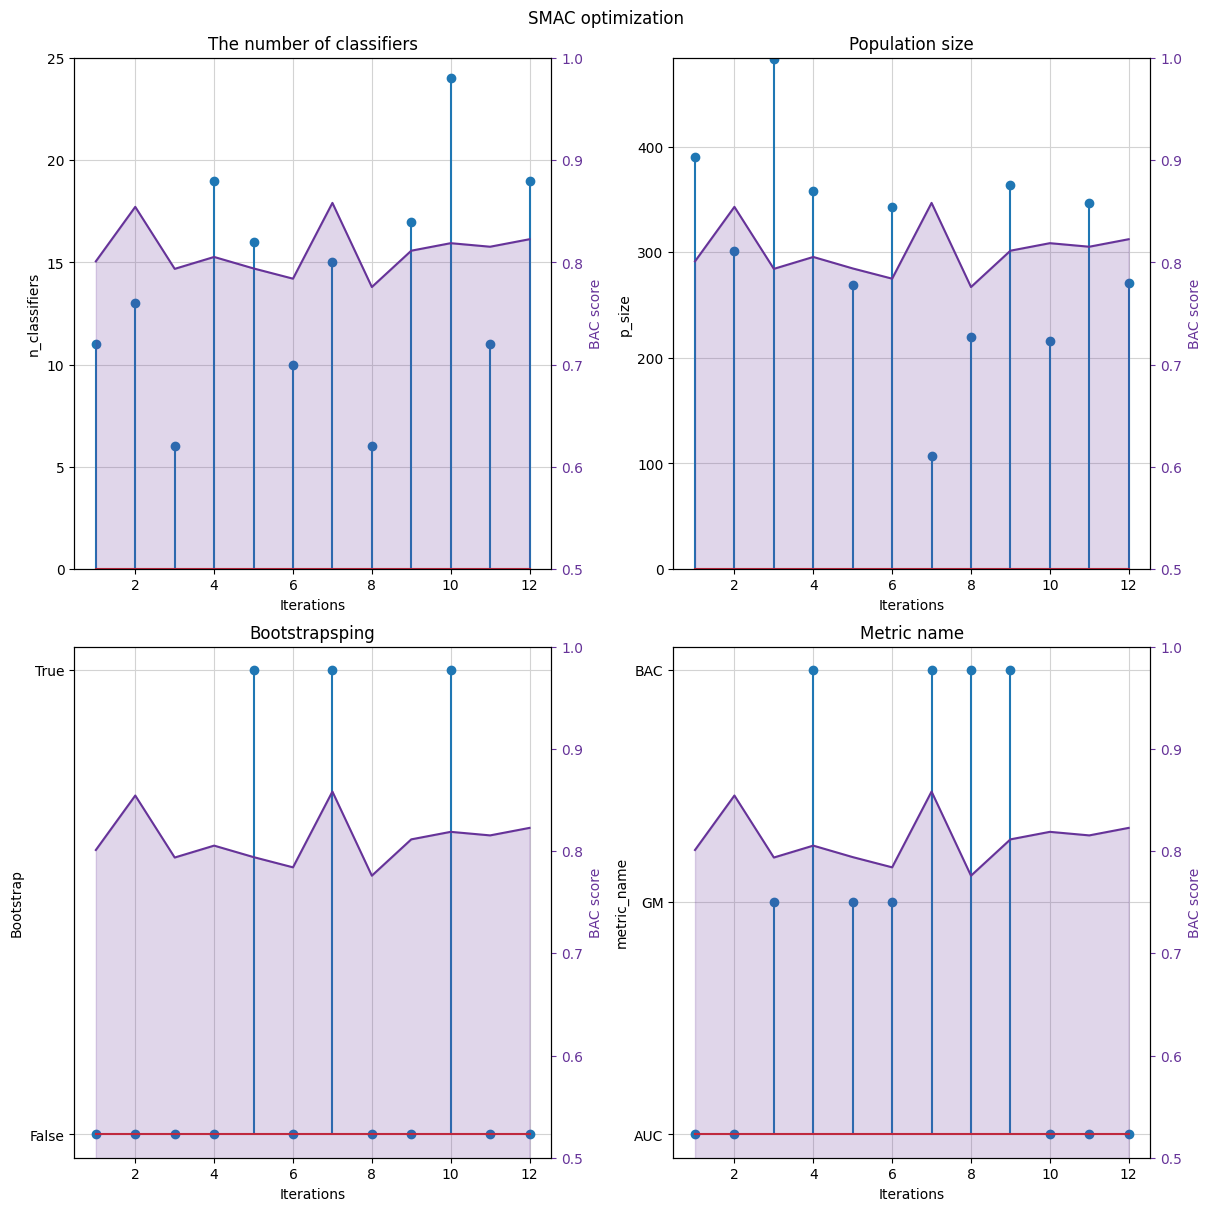 SMAC optimization
The number of classifiers
n_classifiers
25
20
15
10
5
0
1.0
0.9
0.8
0.7
0.6
0.5
BAC score
2 4 6 8 10 12
Iterations
Population size
p_size
400
300
200
100
0
1.0
0.9
0.8
0.7
0.6
0.5
BAC score
2 4 6 8 10 12
Iterations
Bootstrapsping
Bootstrap
True
False
1.0
0.9
0.8
0.7
0.6
0.5
BAC score
2 4 6 8 10 12
Iterations
Metric name
metric_name
BAC
GM
AUC
1.0
0.9
0.8
0.7
0.6
0.5
BAC score
2 4 6 8 10 12
Iterations